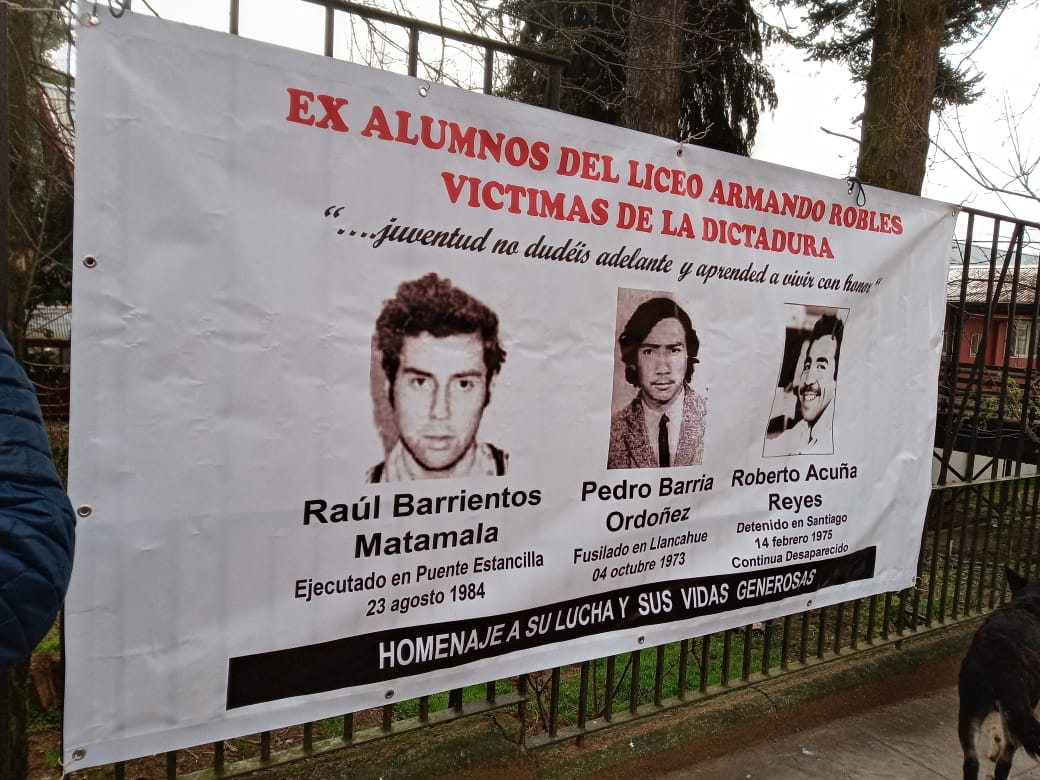 EX ALUMNOS DEL LICEO ARMANDO ROBLES
VICTIMAS DE LA DICTADURA
“....juventud no dudéis adelante y aprended a vivir con honor“
Raúl Barrientos
Matamala
Ejecutado en Puente Estancilla
23 agosto 1984
Pedro Barria
Ordoñez
Fusilado en Llancahue
04 octubre 1973
Roberto Acuña
Reyes
Detenido en Santiago
14 febrero 1975
Continua Desaparecido
HOMENAJE A SU LUCHA Y SUS VIDAS GENEROSAS